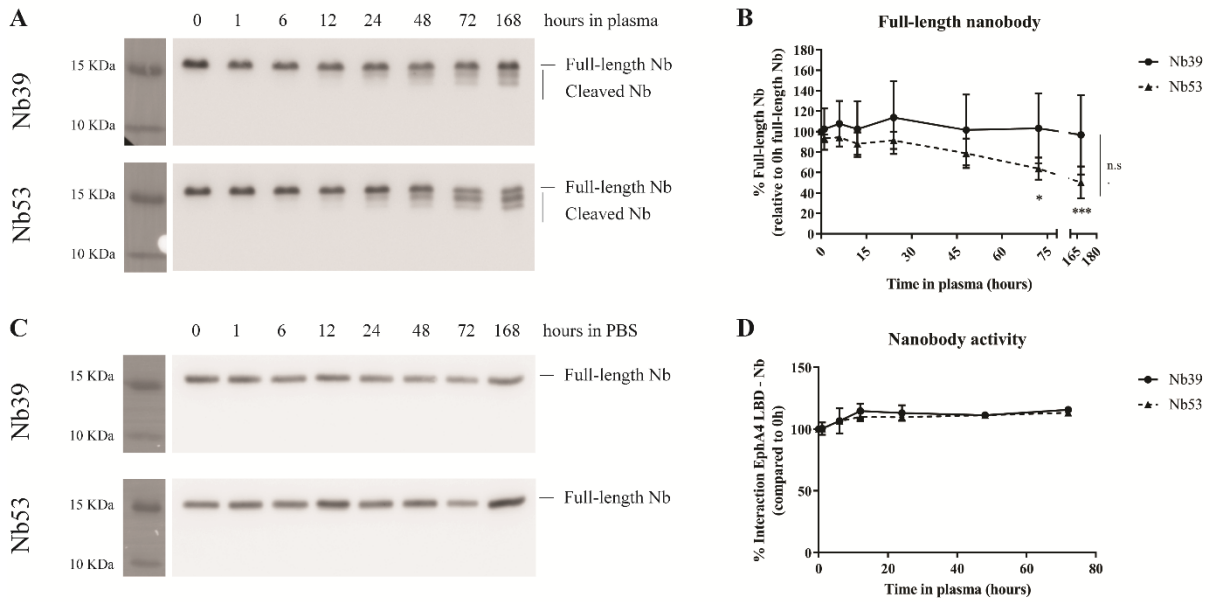 A
0 1 6 12 24 48 72 168 hours in plasma
Nb39
15 KDa
10 KDa
Full-length Nb
Cleaved Nb
Nb53
15 KDa
10 KDa
Full-length Nb
Cleaved Nb
B
Full-length nanobody
% Full-length Nb
(relative to 0h full-length Nb)
180
160
140
120
100
80
60
40
20
0
0 15 30 45 60 75 165 180
Time in plasma (hours)
Nb39
Nb53
n.s
*
***
C
0 1 6 12 24 48 72 168 hours in PBS
Nb39
15 KDa
10 KDa
Full-length Nb
Nb53
15 KDa
10 KDa
Full-length Nb
D
Nanobody activity
% Interaction EphA4 LBD - Nb
(compared to 0h)
150
100
50
0
0 20 40 60 80
Time in plasma (hours)
Nb39
Nb53